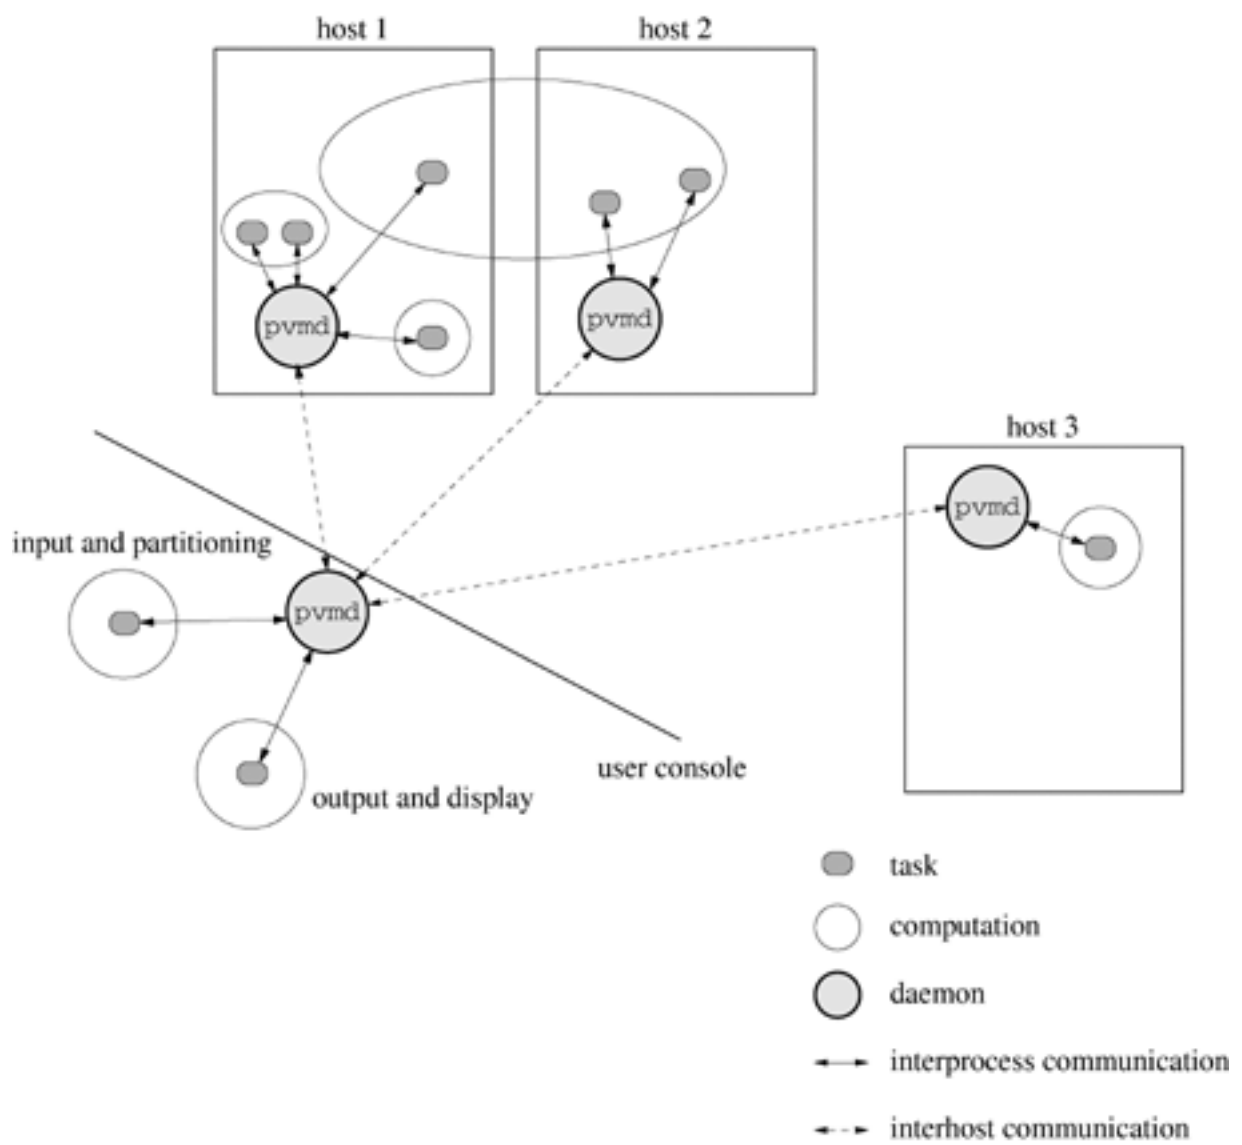 host 1
host 2
pvmd
pvmd
host 3
pvmd
input and partitioning
pvmd
user console
output and display
task
computation
daemon
interprocess communication
interhost communication